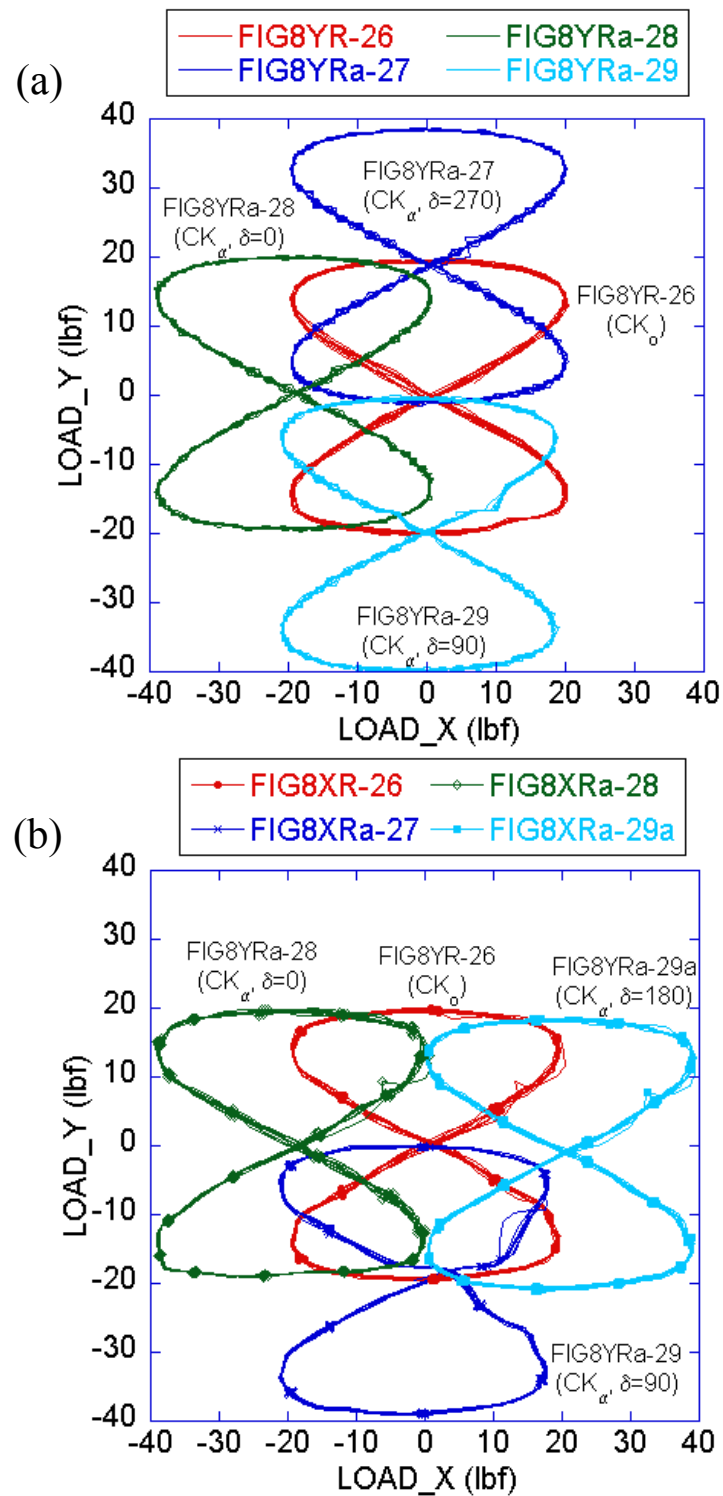 (a)
FIG8YR-26 FIG8YRa-28
FIG8YRa-27 FIG8YRa-29
40
30
20
10
0
-10
-20
-30
-40
LOAD_Y (lbf)
FIG8YRa-27
(CKα, δ=270)
FIG8YRa-28
(CKα, δ=0)
FIG8YR-26
(CKo)
FIG8YRa-29
(CKα, δ=90)
-40 -30 -20 -10 0 10 20 30 40
LOAD_X (lbf)
(b)
FIG8XR-26 FIG8XRa-28
FIG8XRa-27 FIG8XRa-29a
40
30
20
10
0
-10
-20
-30
-40
LOAD_Y (lbf)
FIG8YRa-28
(CKα, δ=0)
FIG8YR-26
(CKo)
FIG8YRa-29a
(CKα, δ=180)
FIG8YRa-29
(CKα, δ=90)
-40 -30 -20 -10 0 10 20 30 40
LOAD_X (lbf)